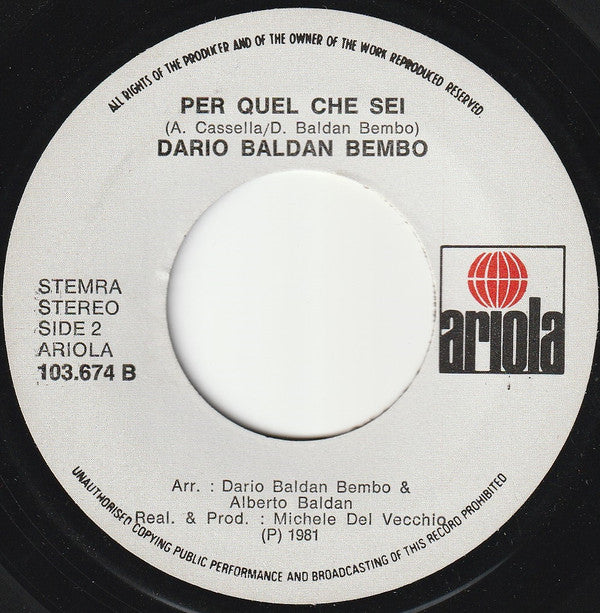 ALL RIGHTS OF THE PRODUCER AND OF THE OWNER OF THE WORK REPRODUCED RESERVED
PER QUEL CHE SEI
(A. Cassella/D. Baldan Bembo)
DARIO BALDAN BEMBO
STEMRA
STEREO
SIDE 2
ARIOLA
103.674 B
ariola
Arr. : Dario Baldan Bembo &
Alberto Baldan
Real. & Prod. : Michele Del Vecchio
(P) 1981
UNAUTHORISED COPYING PUBLIC PERFORMANCE AND BROADCASTING OF THIS RECORD PROHIBITED